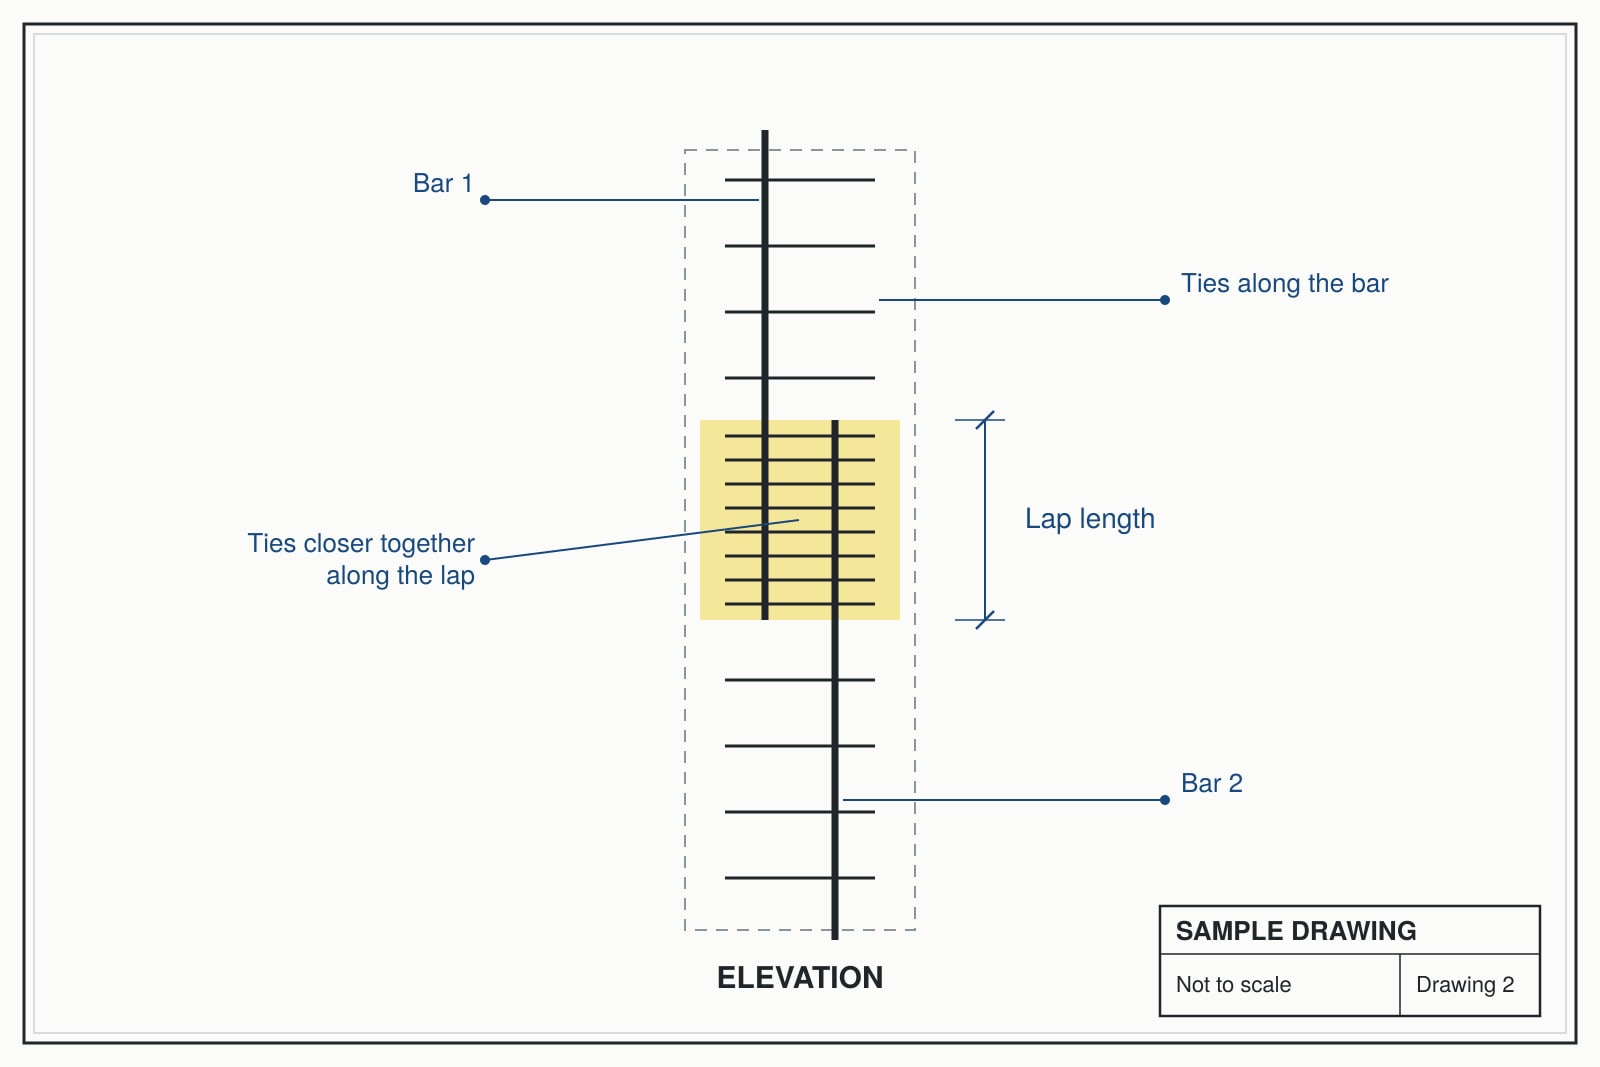 Bar 1
Ties along the bar
Lap length
Ties closer together
along the lap
Bar 2
ELEVATION
SAMPLE DRAWING
Not to scale
Drawing 2